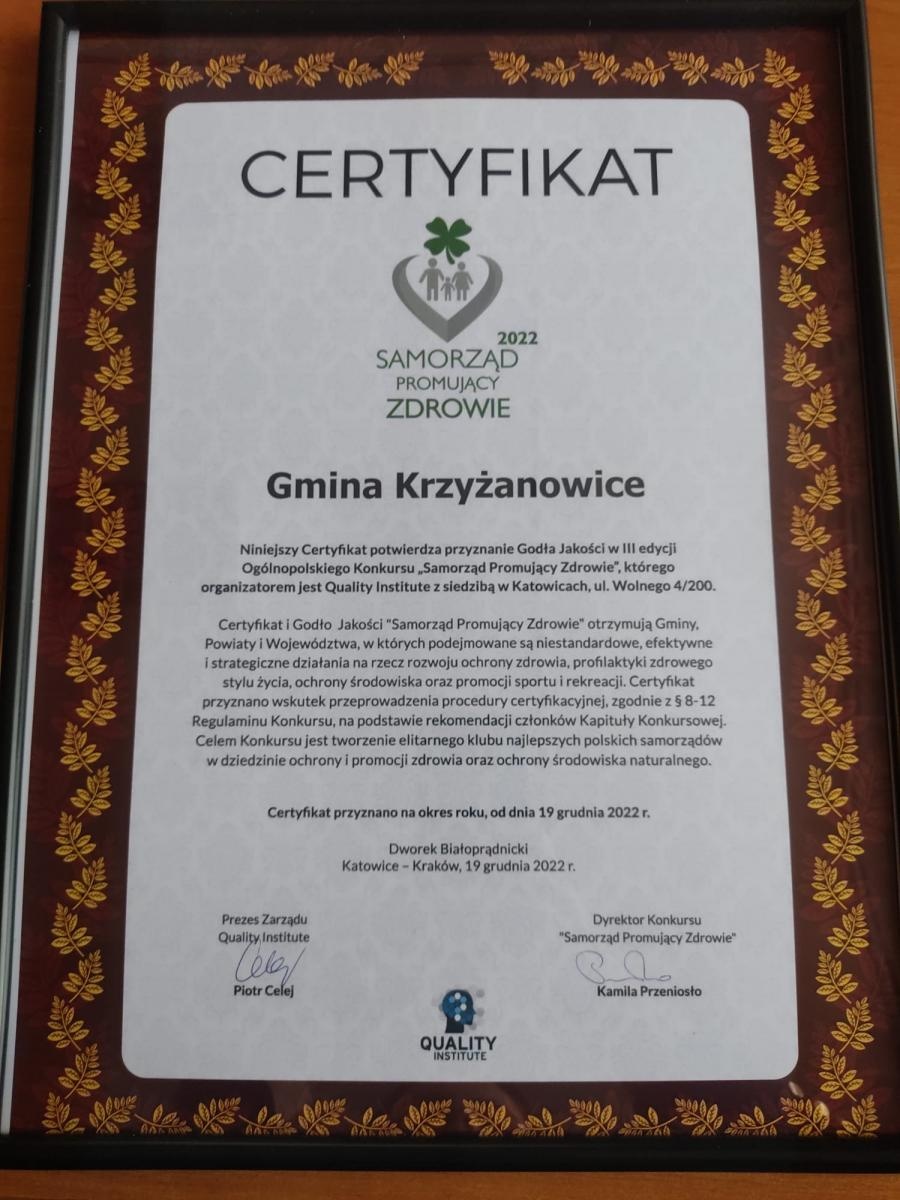 CERTYFIKAT
2022
SAMORZĄD
PROMUJĄCY
ZDROWIE
Gmina Krzyżanowice
Niniejszy Certyfikat potwierdza przyznanie Godła Jakości w III edycji
Ogólnopolskiego Konkursu „Samorząd Promujący Zdrowie”, którego
organizatorem jest Quality Institute z siedzibą w Katowicach, ul. Wolnego 4/200.
Certyfikat i Godło Jakości "Samorząd Promujący Zdrowie" otrzymują Gminy,
Powiaty i Województwa, w których podejmowane są niestandardowe, efektywne
i strategiczne działania na rzecz rozwoju ochrony zdrowia, profilaktyki zdrowego
stylu życia, ochrony środowiska oraz promocji sportu i rekreacji. Certyfikat
przyznano wskutek przeprowadzenia procedury certyfikacyjnej, zgodnie z § 8-12
Regulaminu Konkursu, na podstawie rekomendacji członków Kapituły Konkursowej.
Celem Konkursu jest tworzenie elitarnego klubu najlepszych polskich samorządów
w dziedzinie ochrony i promocji zdrowia oraz ochrony środowiska naturalnego.
Certyfikat przyznano na okres roku, od dnia 19 grudnia 2022 r.
Dworek Białoprądnicki
Katowice – Kraków, 19 grudnia 2022 r.
Prezes Zarządu
Quality Institute
Celej
Piotr Celej
Dyrektor Konkursu
"Samorząd Promujący Zdrowie"
Kamila Przeniosło
QUALITY
INSTITUTE